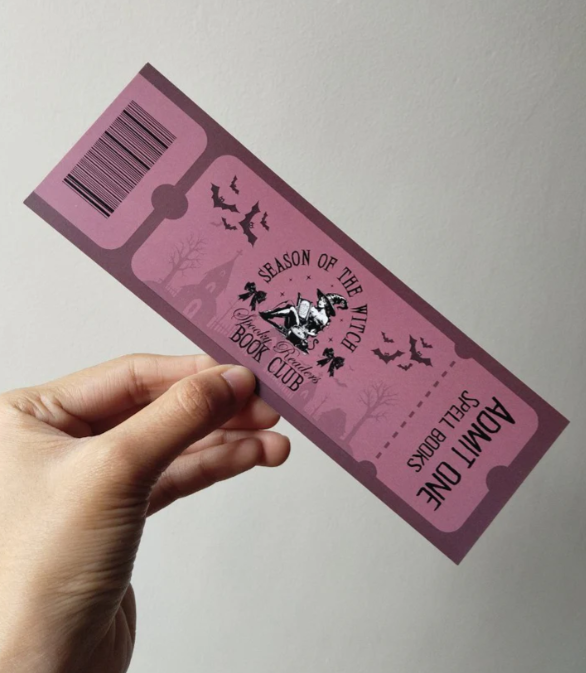 SEASON OF THE WITCH
Spooky Readers
BOOK CLUB
ADMIT ONE
SPELL BOOKS